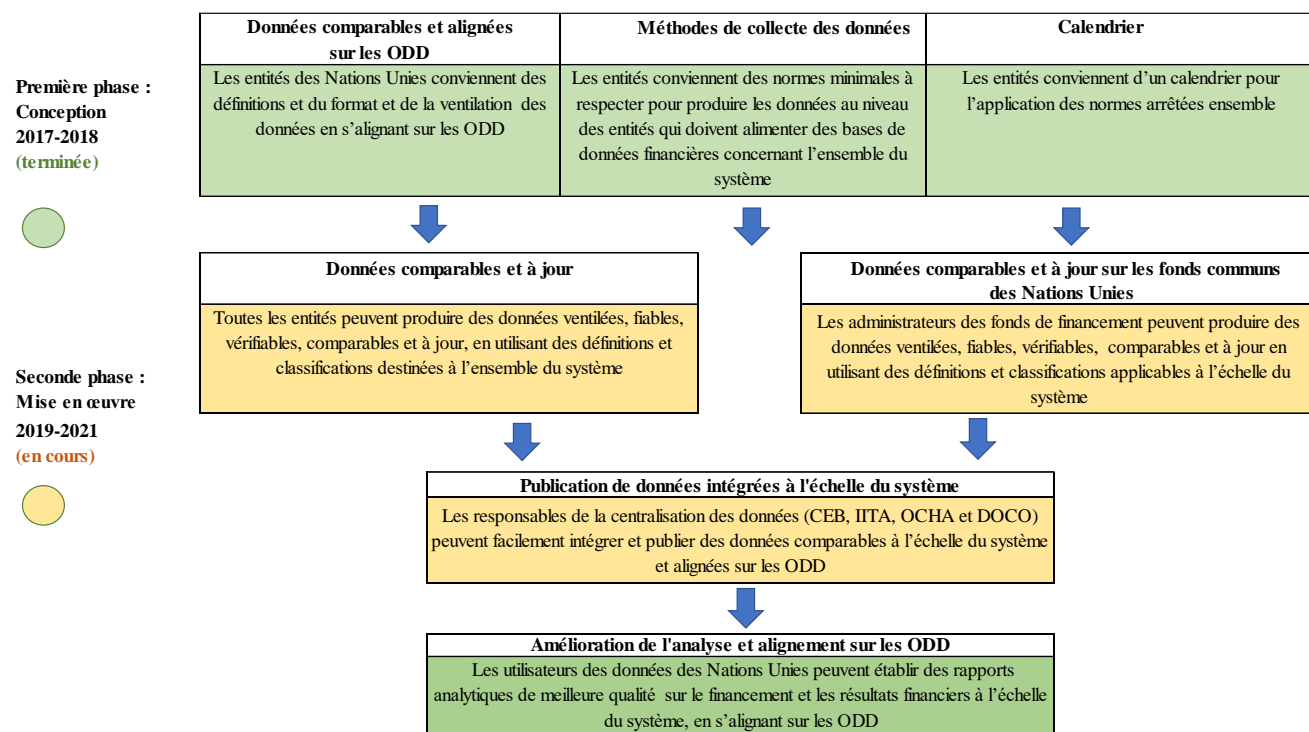 Données comparables et alignées
sur les ODD
Méthodes de collecte des données
Calendrier
Première phase :
Conception
2017-2018
(terminée)
Les entités des Nations Unies conviennent des
définitions et du format et de la ventilation des
données en s'alignant sur les ODD
Les entités conviennent des normes minimales à
respecter pour produire les données au niveau
des entités qui doivent alimenter des bases de
données financières concernant l'ensemble du
système
Les entités conviennent d'un calendrier pour
l'application des normes arrêtées ensemble
Données comparables et à jour
Données comparables et à jour sur les fonds communs
des Nations Unies
Seconde phase :
Mise en œuvre
2019-2021
(en cours)
Toutes les entités peuvent produire des données ventilées, fiables,
vérifiables, comparables et à jour, en utilisant des définitions et
classifications destinées à l'ensemble du système
Les administrateurs des fonds de financement peuvent produire des
données ventilées, fiables, vérifiables, comparables et à jour en
utilisant des définitions et classifications applicables à l'échelle du
système
Publication de données intégrées à l'échelle du système
Les responsables de la centralisation des données (CEB, IITA, OCHA et DOCO)
peuvent facilement intégrer et publier des données comparables à l'échelle du système
et alignées sur les ODD
Amélioration de l'analyse et alignement sur les ODD
Les utilisateurs des données des Nations Unies peuvent établir des rapports
analytiques de meilleure qualité sur le financement et les résultats financiers à l'échelle
du système, en s'alignant sur les ODD